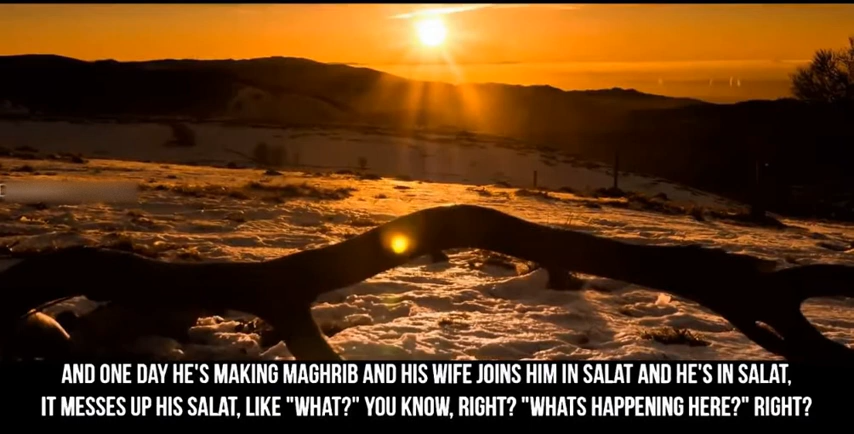 AND ONE DAY HE'S MAKING MAGHRIB AND HIS WIFE JOINS HIM IN SALAT AND HE'S IN SALAT,
IT MESSES UP HIS SALAT, LIKE "WHAT?" YOU KNOW, RIGHT? "WHATS HAPPENING HERE?" RIGHT?